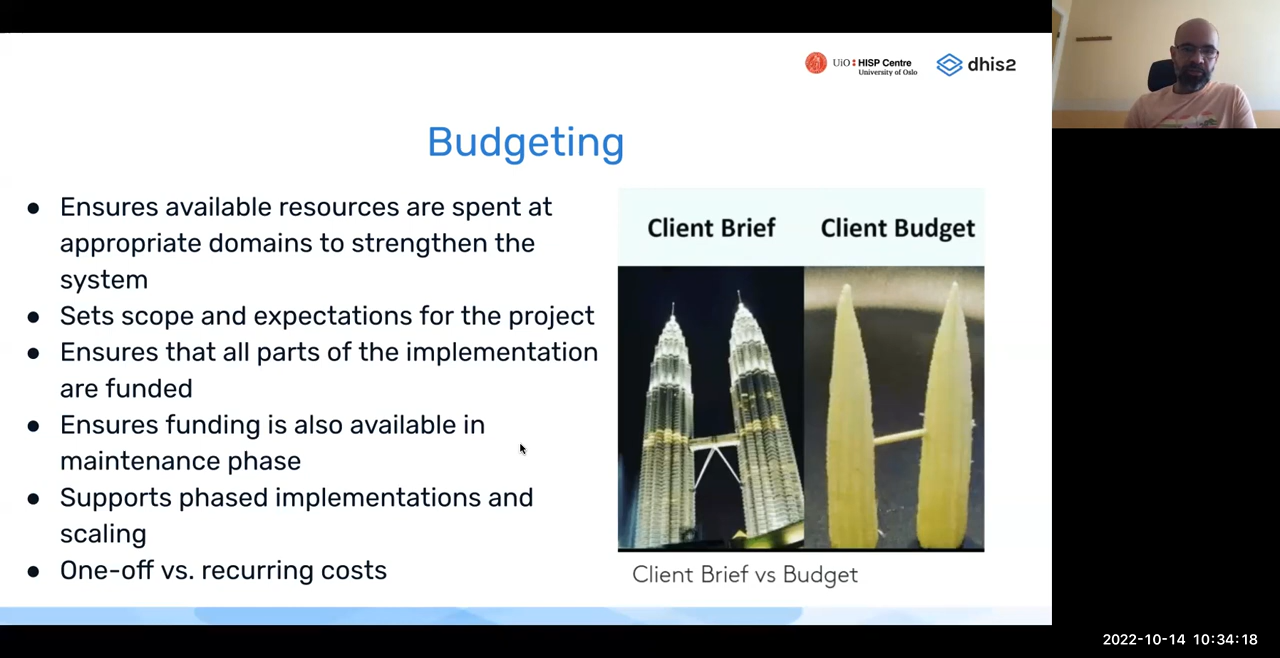 UiO HISP Centre
University of Oslo
dhis2
Budgeting
● Ensures available resources are spent at
appropriate domains to strengthen the
system
● Sets scope and expectations for the project
● Ensures that all parts of the implementation
are funded
● Ensures funding is also available in
maintenance phase
● Supports phased implementations and
scaling
● One-off vs. recurring costs
Client Brief
Client Budget
Client Brief vs Budget
2022-10-14 10:34:18